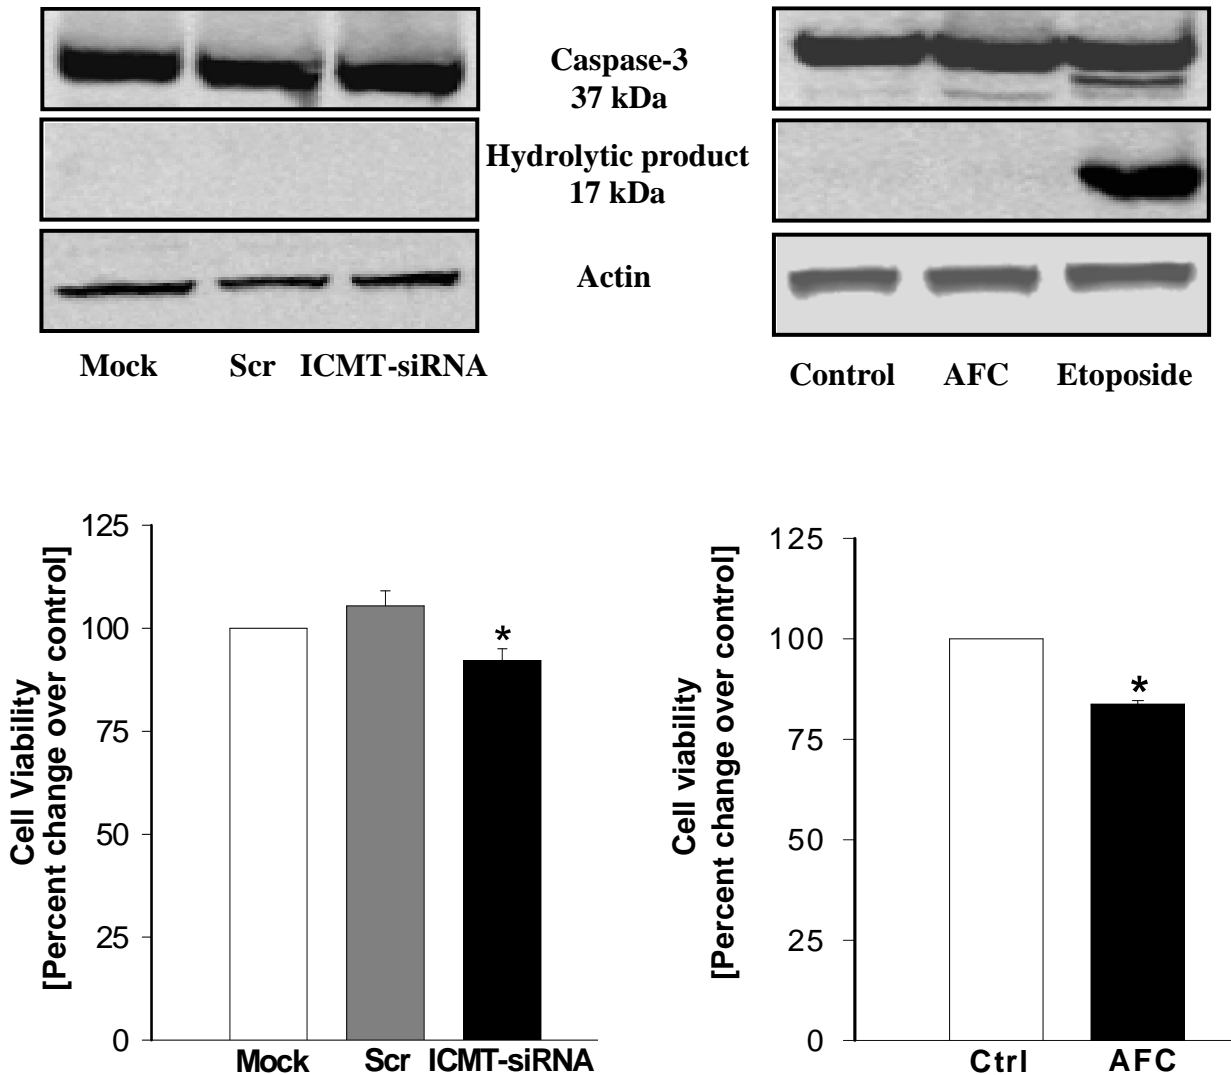 Caspase-3
37 kDa
Hydrolytic product
17 kDa
Actin
Mock Scr ICMT-siRNA
Control AFC Etoposide
Cell Viability
[Percent change over control]
125
100
75
50
25
0
*
Mock Scr ICMT-siRNA
Cell viability
[Percent change over control]
125
100
75
50
25
0
*
Ctrl AFC